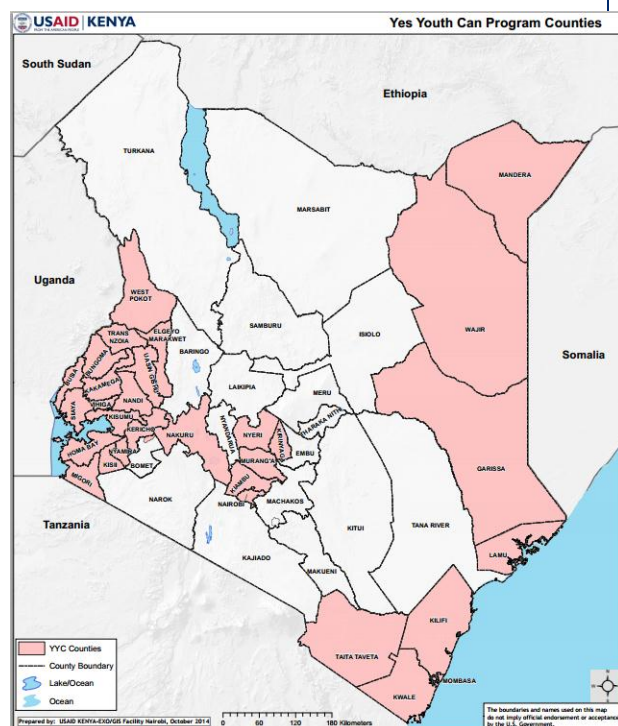 USAID KENYA
FROM THE AMERICAN PEOPLE
Yes Youth Can Program Counties
South Sudan
Ethiopia
TURKANA
MANDERA
MARSABIT
Uganda
WEST
POKOT
WAJIR
SAMBURU
ISIOLO
TRANS
NZOIA
ELGEYO
MARAKWET
BARINGO
Somalia
BUNGOMA
UASIN GISHU
BUSIA
KAKAMEGA
LAIKIPIA
MERU
NANDI
VIHIGA
SIAYA
KISUMU
THARAKA NITHI
KERICHO
NAKURU
NYANDARUA
NYERI
KIRINYAGA
HOMA BAY
NYAMIRA
EMBU
GARISSA
KISII
BOMET
MURANG'A
MIGORI
KIAMBU
NAROK
NAIROBI
MACHAKOS
KITUI
TANA RIVER
Tanzania
KAJIADO
LAMU
MAKUENI
KILIFI
TAITA TAVETA
MOMBASA
KWALE
YYC Counties
County Boundary
Lake/Ocean
Ocean
0 20 40 80 120 180 Kilometers
Prepared by: USAID KENYA-EXO/GIS Facility Nairobi, October 2014
The boundaries and names used on this map
do not imply official endorsement or acceptance
by the U.S. Government.